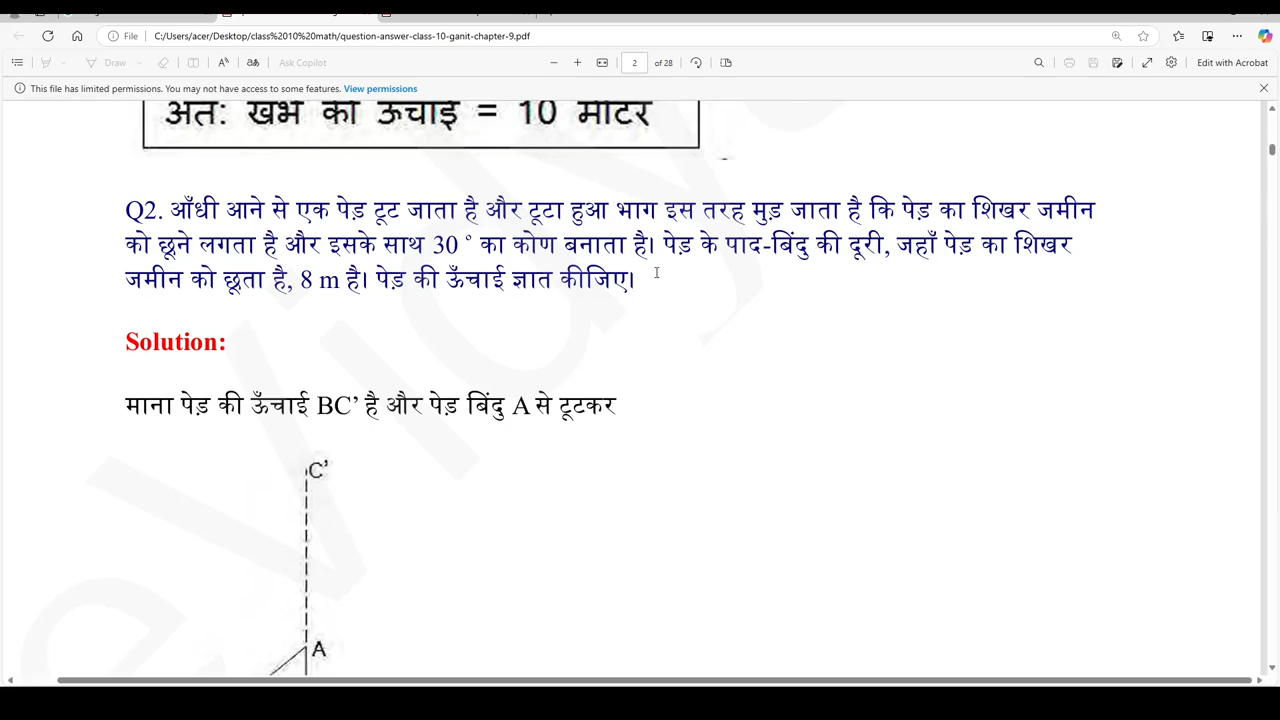 File
C:/Users/acer/Desktop/class%2010%20math/question-answer-class-10-ganit-chapter-9.pdf
Draw
Ask Copilot
2 of 28
Edit with Acrobat
This file has limited permissions. You may not have access to some features. View permissions
अत: खंभे की ऊँचाई = 10 मीटर
Q2. आँधी आने से एक पेड़ टूट जाता है और टूटा हुआ भाग इस तरह मुड़ जाता है कि पेड़ का शिखर जमीन
को छूने लगता है और इसके साथ 30 ° का कोण बनाता है। पेड़ के पाद-बिंदु की दूरी, जहाँ पेड़ का शिखर
जमीन को छूता है, 8 m है। पेड़ की ऊँचाई ज्ञात कीजिए।
Solution:
माना पेड़ की ऊँचाई BC’ है और पेड़ बिंदु A से टूटकर
C’
A